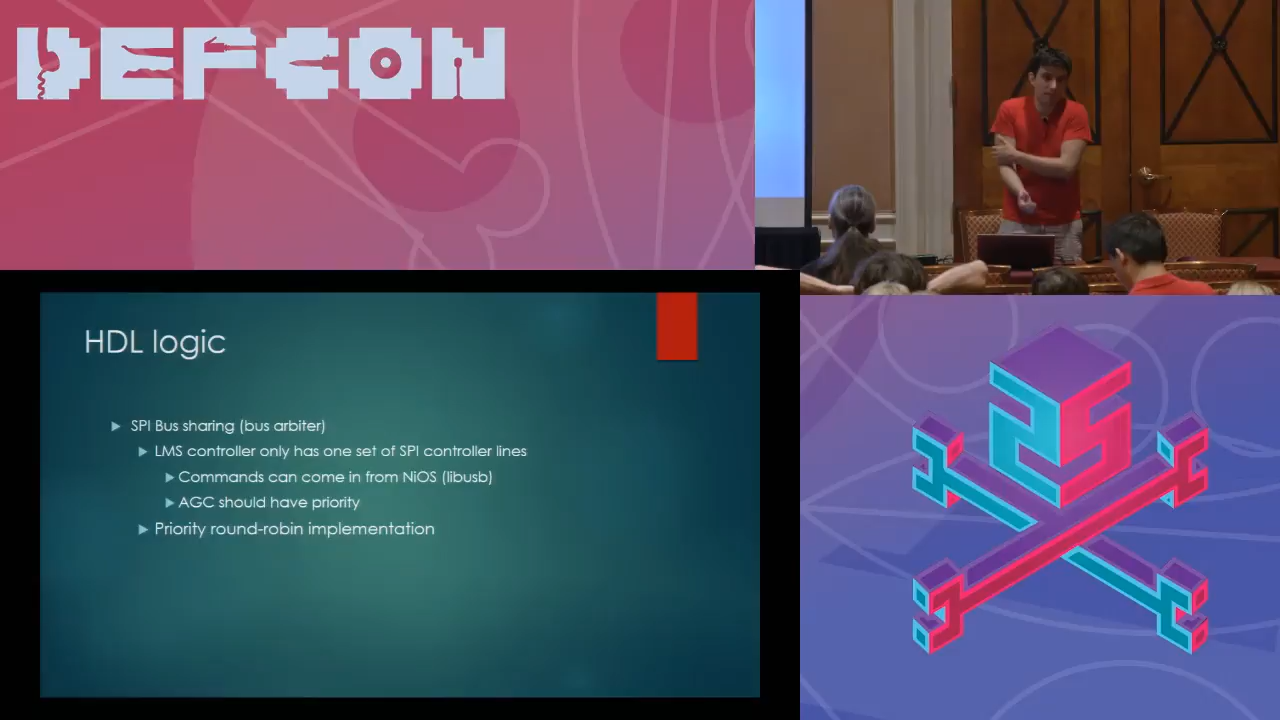 DEFCON
HDL logic
SPI Bus sharing (bus arbiter)
LMS controller only has one set of SPI controller lines
Commands can come in from NiOS (libusb)
AGC should have priority
Priority round-robin implementation
25